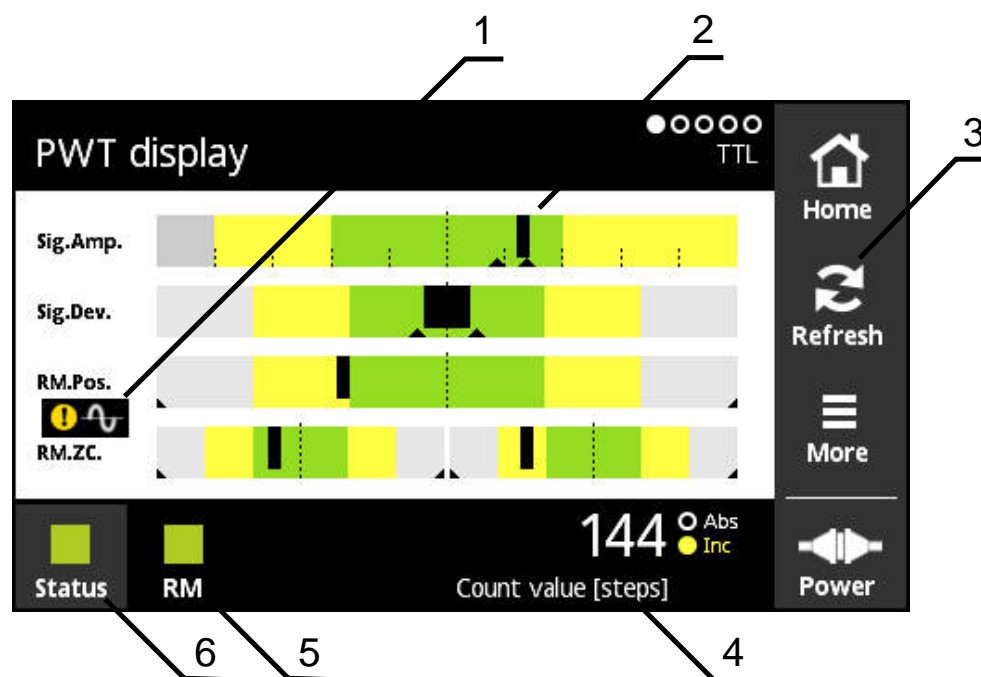 1 2
3
PWT display
TTL
Home
Sig.Amp.
Sig.Dev.
Refresh
RM.Pos.
RM.ZC.
More
144 Abs
Inc
Status RM Count value [steps] Power
6 5 4